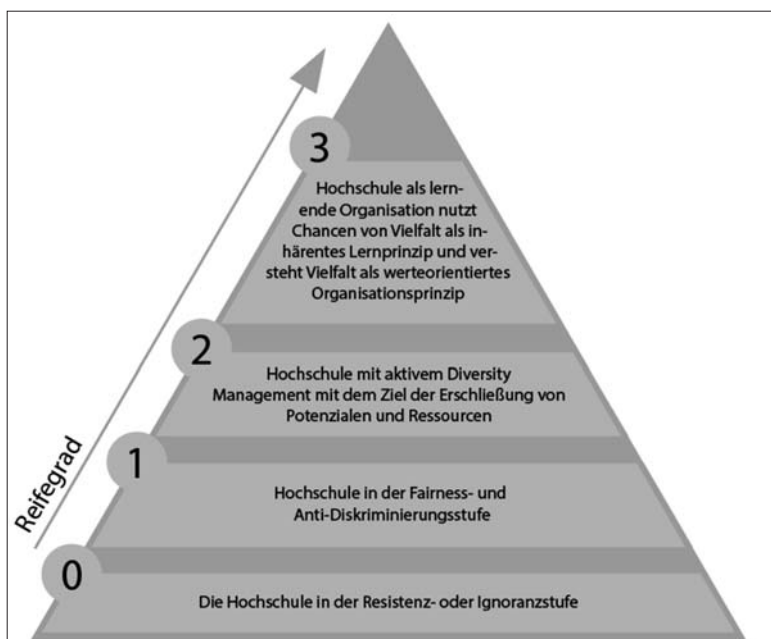 3
Hochschule als lern-
ende Organisation nutzt
Chancen von Vielfalt als in-
härentes Lernprinzip und ver-
steht Vielfalt als werteorientiertes
Organisationsprinzip
2
Hochschule mit aktivem Diversity
Management mit dem Ziel der Erschließung von
Potenzialen und Ressourcen
1
Hochschule in der Fairness- und
Anti-Diskriminierungsstufe
0
Die Hochschule in der Resistenz- oder Ignoranzstufe
Reifegrad